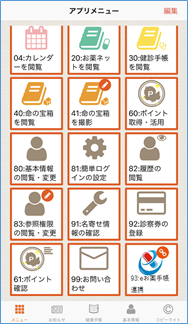 アプリメニュー
編集
04:カレンダーを閲覧
20:お薬ネットを閲覧
30:健診手帳を閲覧
40:命の宝を閲覧
41:命の宝を撮影
60:ポイント取得・活用
80:基本情報の閲覧・変更
81:簡単ログインの設定
82:履歴の閲覧
83:参照権限の閲覧・変更
91:名寄せ情報の確認
92:診察券の登録
61:ポイント確認
99:お問い合わせ
93:e お薬手帳連携
メニュー
お知らせ
健康手帳
基本情報
コピーライト